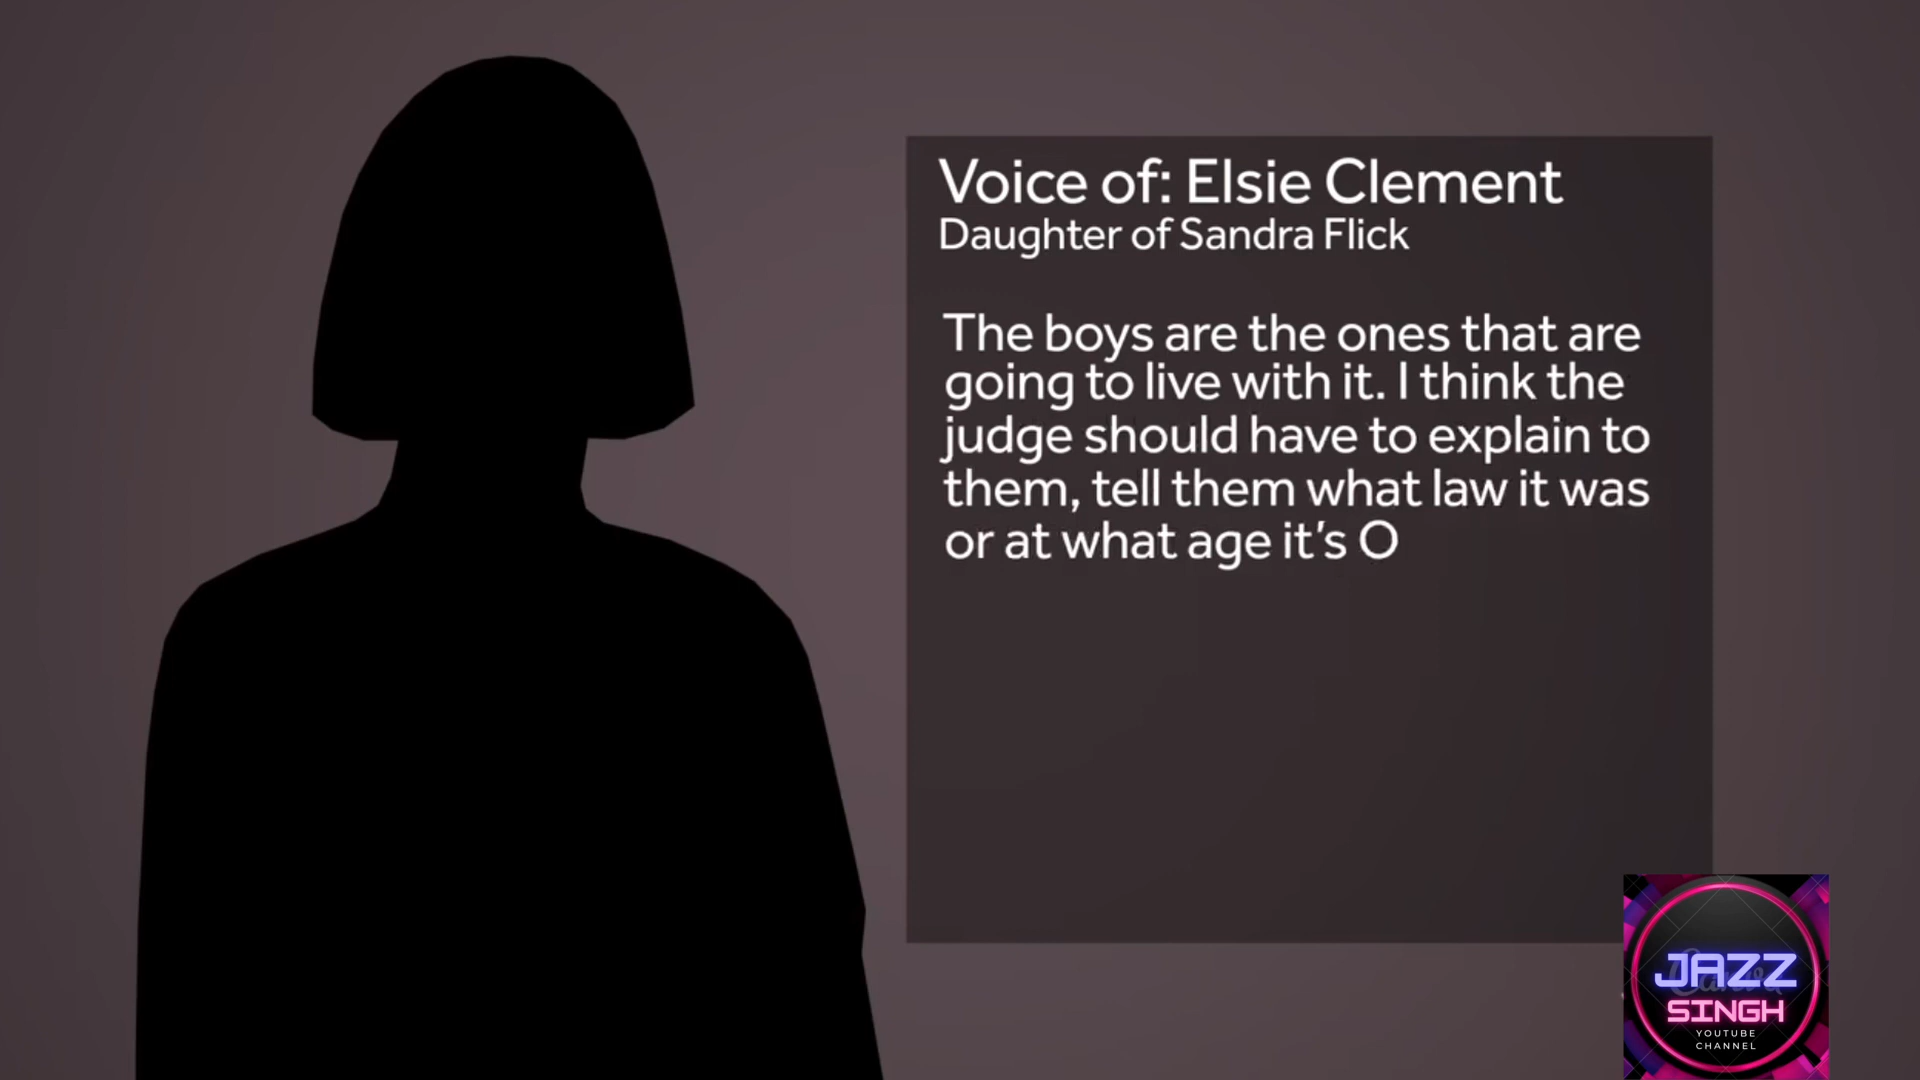 Voice of: Elsie Clement
Daughter of Sandra Flick
The boys are the ones that are
going to live with it. I think the
judge should have to explain to
them, tell them what law it was
or at what age it's O
JAZZ
SINGH
YOUTUBE
CHANNEL